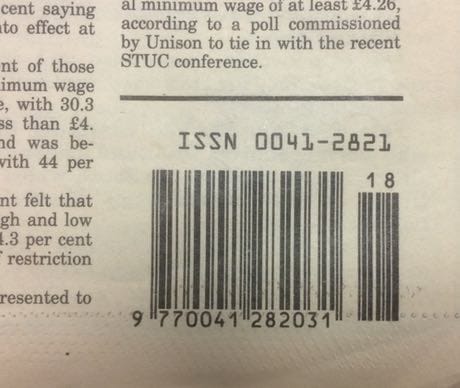 cent saying
to effect at
nt of those
imum wage
e, with 30.3
ss than £4.
nd was be-
with 44 per
nt felt that
gh and low
4.3 per cent
restriction
resented to
al minimum wage of at least £4.26,
according to a poll commissioned
by Unison to tie in with the recent
STUC conference.
ISSN 0041-2821
18
9 770041 282031